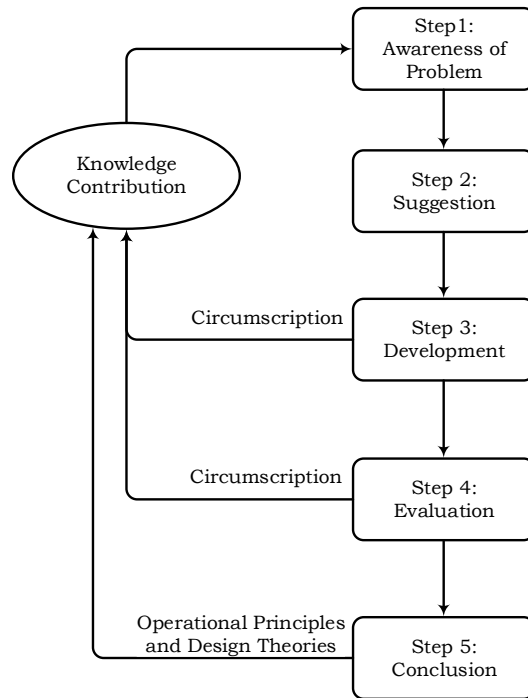 Step1:
Awareness of
Problem
Knowledge
Contribution
Step 2:
Suggestion
Circumscription
Step 3:
Development
Circumscription
Step 4:
Evaluation
Operational Principles
and Design Theories
Step 5:
Conclusion